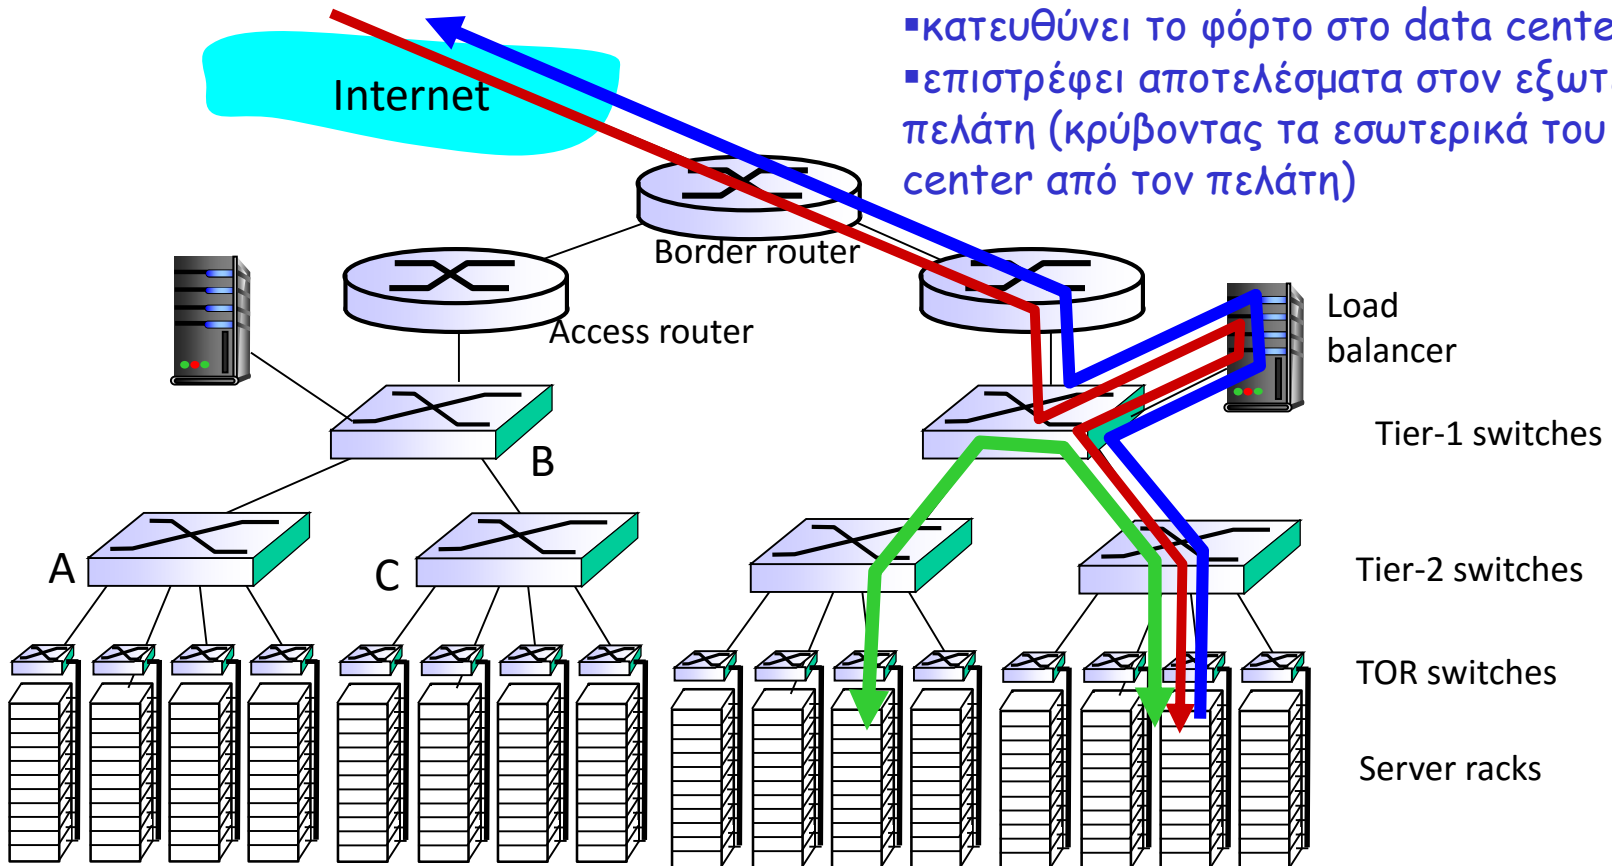 ▪κατευθύνει το φόρτο στο data cente
▪επιστρέφει αποτελέσματα στον εξωτε
πελάτη (κρύβοντας τα εσωτερικά του
center από τον πελάτη)
Internet
Border router
Access router
Load
balancer
Tier-1 switches
B
A
C
Tier-2 switches
TOR switches
Server racks